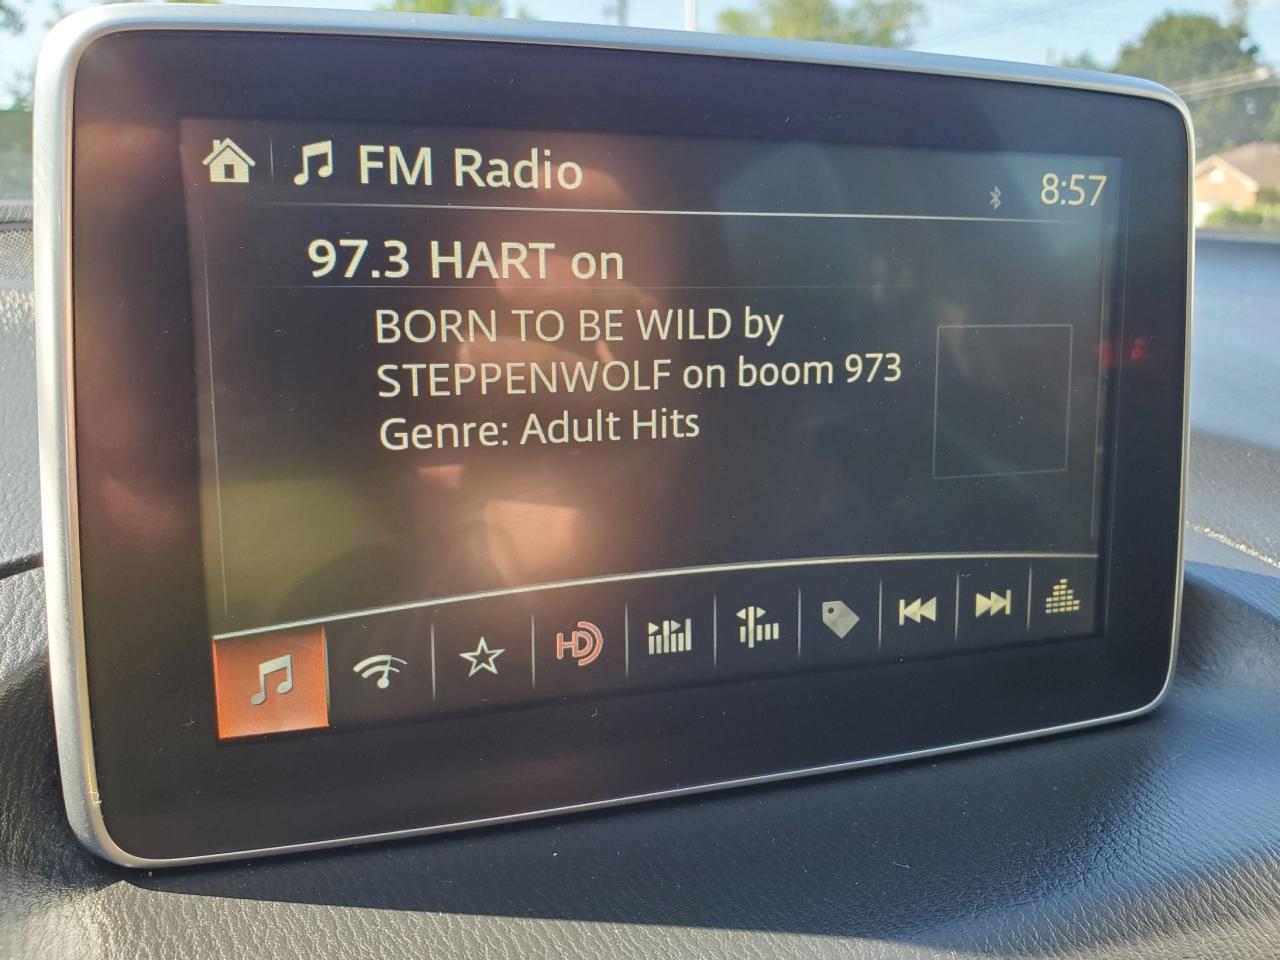 FM Radio
8:57
97.3 HART on
BORN TO BE WILD by
STEPPENWOLF on boom 973
Genre: Adult Hits
HD